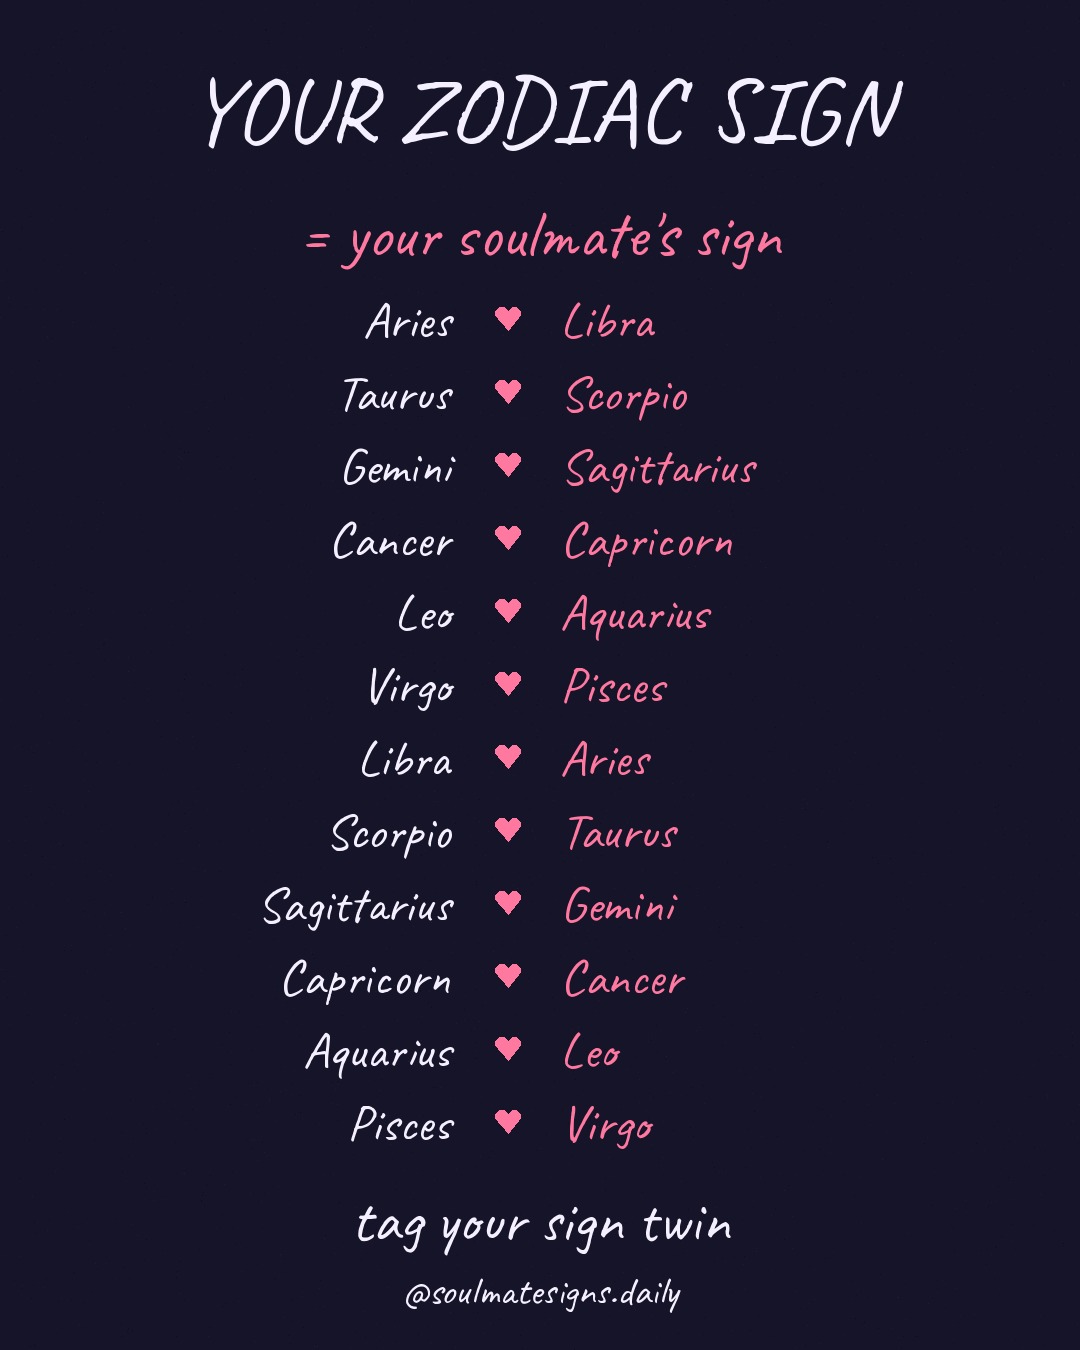 YOUR ZODIAC SIGN
= your soulmate's sign
Aries ♥ Libra
Taurus ♥ Scorpio
Gemini ♥ Sagittarius
Cancer ♥ Capricorn
Leo ♥ Aquarius
Virgo ♥ Pisces
Libra ♥ Aries
Scorpio ♥ Taurus
Sagittarius ♥ Gemini
Capricorn ♥ Cancer
Aquarius ♥ Leo
Pisces ♥ Virgo
tag your sign twin
@soulmatesigns.daily